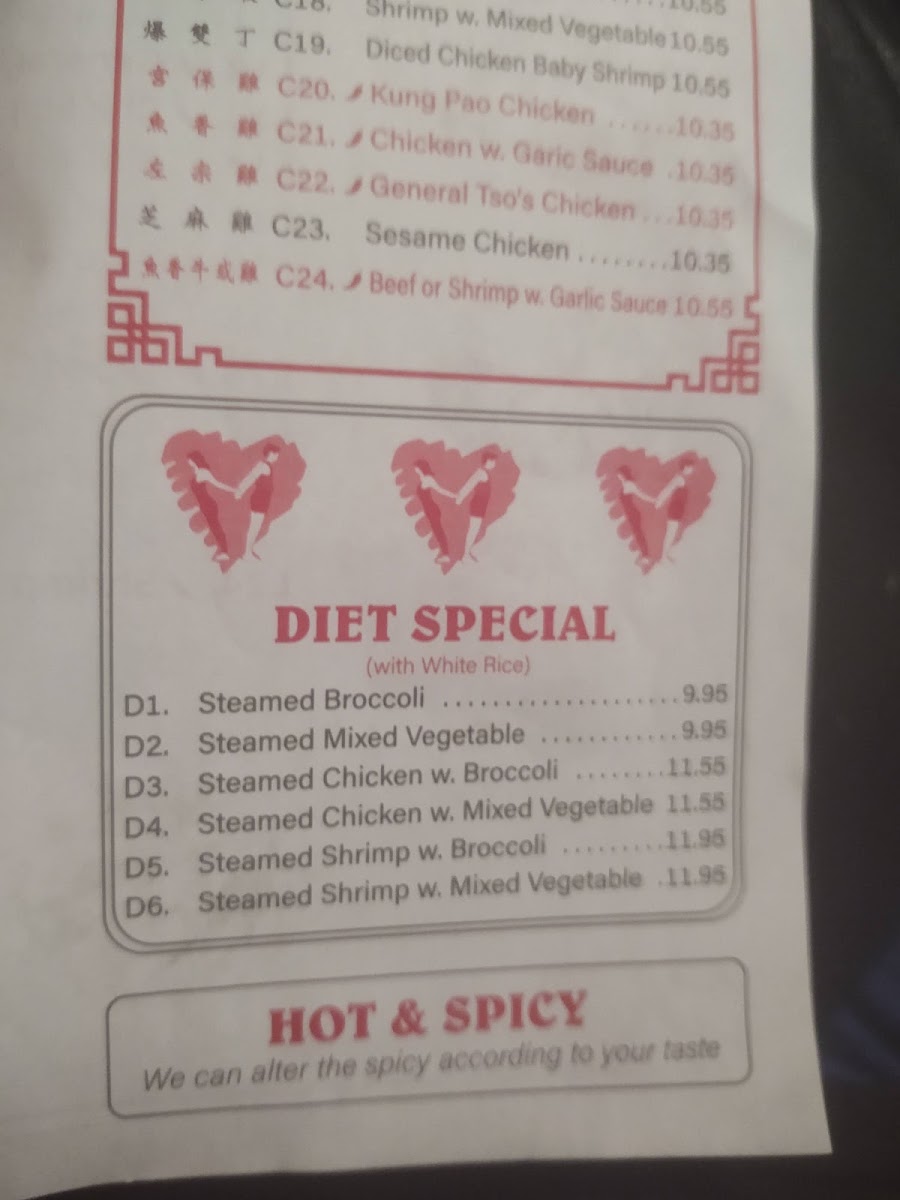 C18. Shrimp w. Mixed Vegetable 10.55
爆 雙 丁 C19. Diced Chicken Baby Shrimp 10.55
宮 保 雞 C20. Kung Pao Chicken ......10.35
魚 香 雞 C21. Chicken w. Garic Sauce .10.35
左 宗 雞 C22. General Tso's Chicken ...10.35
芝 麻 雞 C23. Sesame Chicken .........10.35
魚香牛或雞 C24. Beef or Shrimp w. Garlic Sauce 10.55
DIET SPECIAL
(with White Rice)
D1. Steamed Broccoli .....................9.95
D2. Steamed Mixed Vegetable ............9.95
D3. Steamed Chicken w. Broccoli ........11.55
D4. Steamed Chicken w. Mixed Vegetable 11.55
D5. Steamed Shrimp w. Broccoli .........11.95
D6. Steamed Shrimp w. Mixed Vegetable .11.95
HOT & SPICY
We can alter the spicy according to your taste